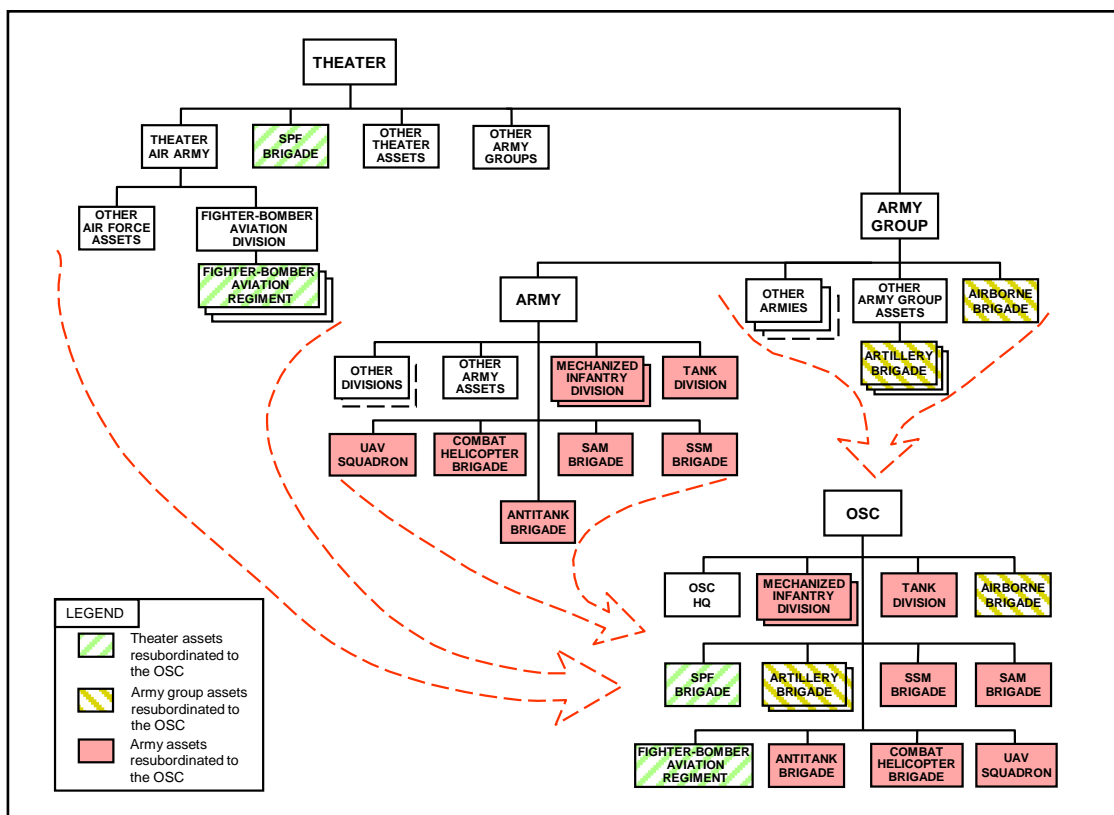 THEATER
THEATER
AIR ARMY
SPF
BRIGADE
OTHER
THEATER
ASSETS
OTHER
ARMY
GROUPS
OTHER
AIR FORCE
ASSETS
FIGHTER-BOMBER
AVIATION
DIVISION
ARMY
GROUP
FIGHTER-BOMBER
AVIATION
REGIMENT
ARMY
OTHER
ARMIES
OTHER
ARMY GROUP
ASSETS
AIRBORNE
BRIGADE
ARTILLERY
BRIGADE
OTHER
DIVISIONS
OTHER
ARMY
ASSETS
MECHANIZED
INFANTRY
DIVISION
TANK
DIVISION
UAV
SQUADRON
COMBAT
HELICOPTER
BRIGADE
SAM
BRIGADE
SSM
BRIGADE
ANTITANK
BRIGADE
OSC
OSC
HQ
MECHANIZED
INFANTRY
DIVISION
TANK
DIVISION
AIRBORNE
BRIGADE
SPF
BRIGADE
ARTILLERY
BRIGADE
SSM
BRIGADE
SAM
BRIGADE
FIGHTER-BOMBER
AVIATION
REGIMENT
ANTITANK
BRIGADE
COMBAT
HELICOPTER
BRIGADE
UAV
SQUADRON
LEGEND
Theater assets
resubordinated to
the OSC
Army group assets
resubordinated to
the OSC
Army assets
resubordinated to
the OSC